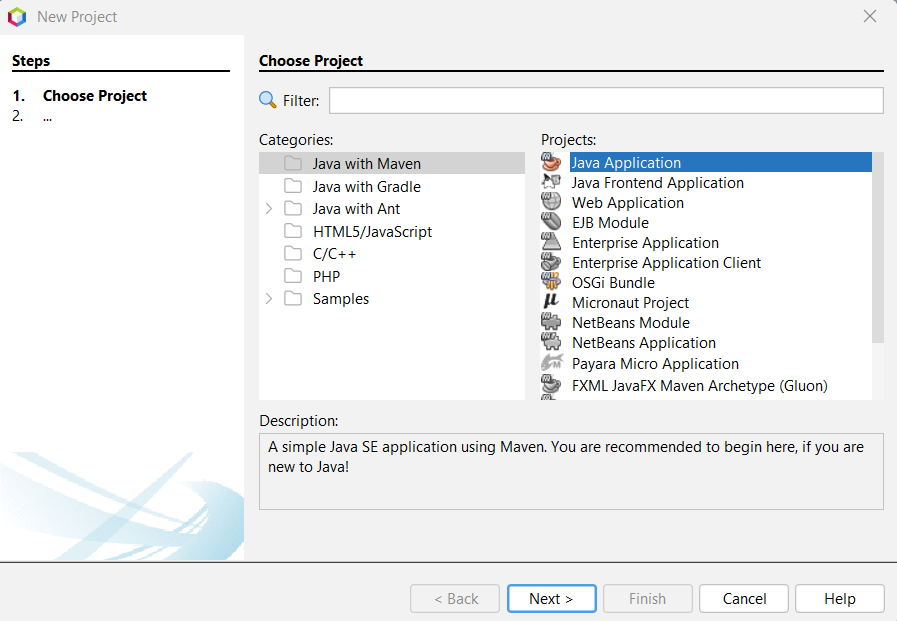 New Project
Steps
1. Choose Project
2. ...
Choose Project
Filter:
Categories:
Java with Maven
Java with Gradle
Java with Ant
HTML5/JavaScript
C/C++
PHP
Samples
Projects:
Java Application
Java Frontend Application
Web Application
EJB Module
Enterprise Application
Enterprise Application Client
OSGi Bundle
Micronaut Project
NetBeans Module
NetBeans Application
Payara Micro Application
FXML JavaFX Maven Archetype (Gluon)
Description:
A simple Java SE application using Maven. You are recommended to begin here, if you are
new to Java!
< Back
Next >
Finish
Cancel
Help